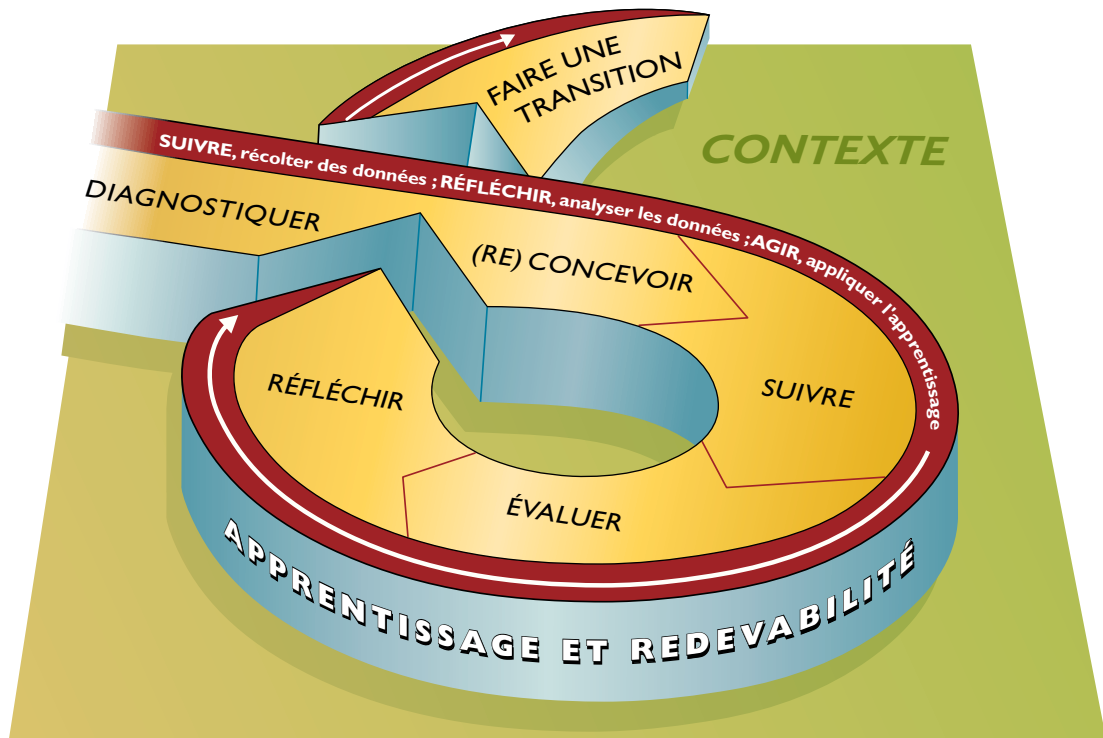 FAIRE UNE
TRANSITION
CONTEXTE
SUIVRE, récolter des données ; RÉFLÉCHIR, analyser les données ; AGIR, appliquer l'apprentissage
DIAGNOSTIQUER
(RE) CONCEVOIR
SUIVRE
RÉFLÉCHIR
ÉVALUER
APPRENTISSAGE ET REDEVABILITÉ